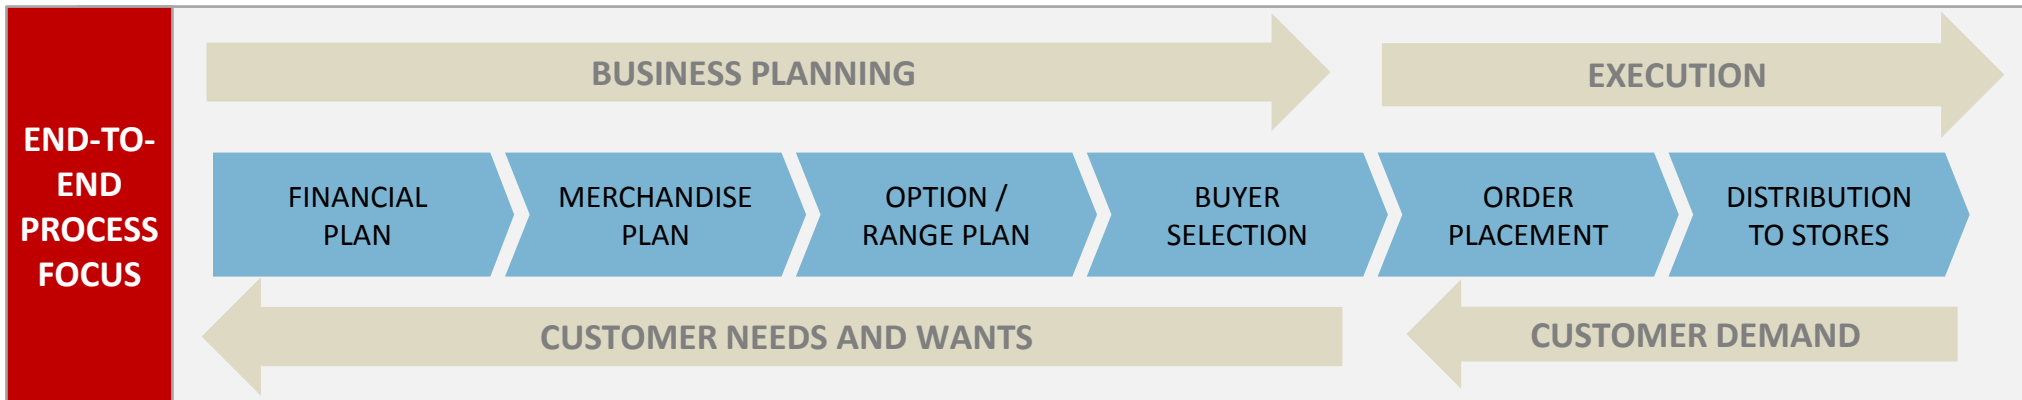 END-TO-
END
PROCESS
FOCUS
BUSINESS PLANNING
EXECUTION
FINANCIAL
PLAN
MERCHANDISE
PLAN
OPTION /
RANGE PLAN
BUYER
SELECTION
ORDER
PLACEMENT
DISTRIBUTION
TO STORES
CUSTOMER NEEDS AND WANTS
CUSTOMER DEMAND